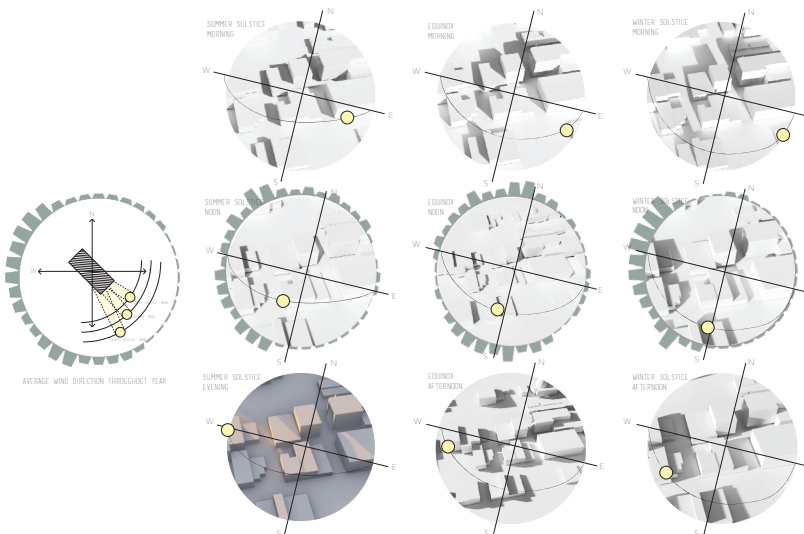 SUMMER SOLSTICE
MORNING
N
W
E
S
EQUINOX
MORNING
N
W
E
S
WINTER SOLSTICE
MORNING
N
W
S
N
W
AVERAGE WIND DIRECTION THROUGHOUT YEAR
SUMMER SOLSTICE
NOON
N
W
E
S
EQUINOX
NOON
N
W
E
S
WINTER SOLSTICE
NOON
N
W
S
SUMMER SOLSTICE
EVENING
N
W
E
S
EQUINOX
AFTERNOON
N
W
E
S
WINTER SOLSTICE
AFTERNOON
N
W
S